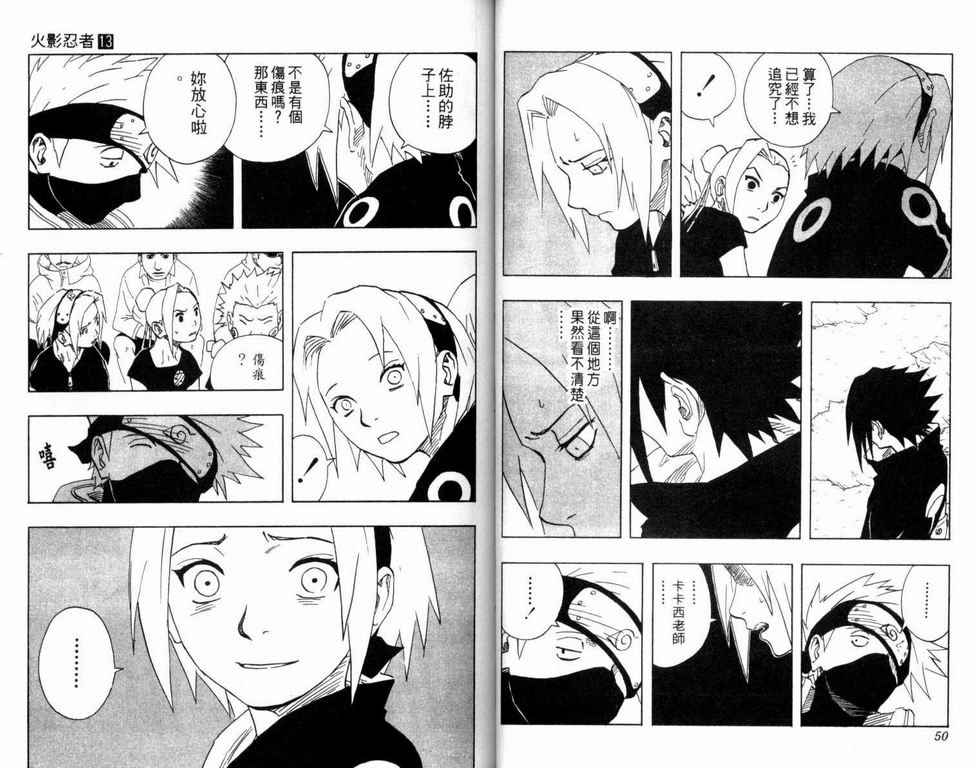 算了……我
已經不想
追究了…
！
啊………
從這個地方
果然看不清楚
………
………
………
卡卡西老師
………！
50
火影忍者13
佐助的脖
子上……
不是有個
傷痕嗎？
那東西……
妳放心啦
。
！
傷痕
？
嘻
………